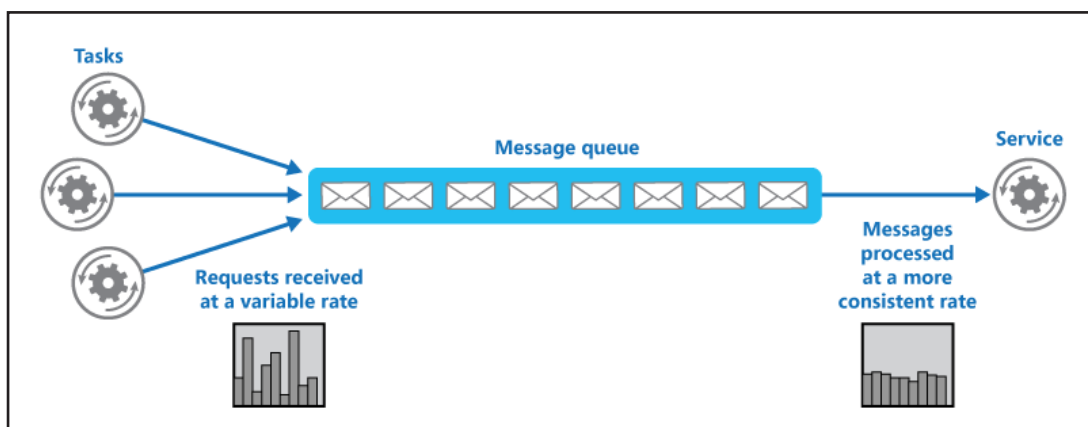 Tasks
Message queue
Service
Requests received
at a variable rate
Messages
processed
at a more
consistent rate